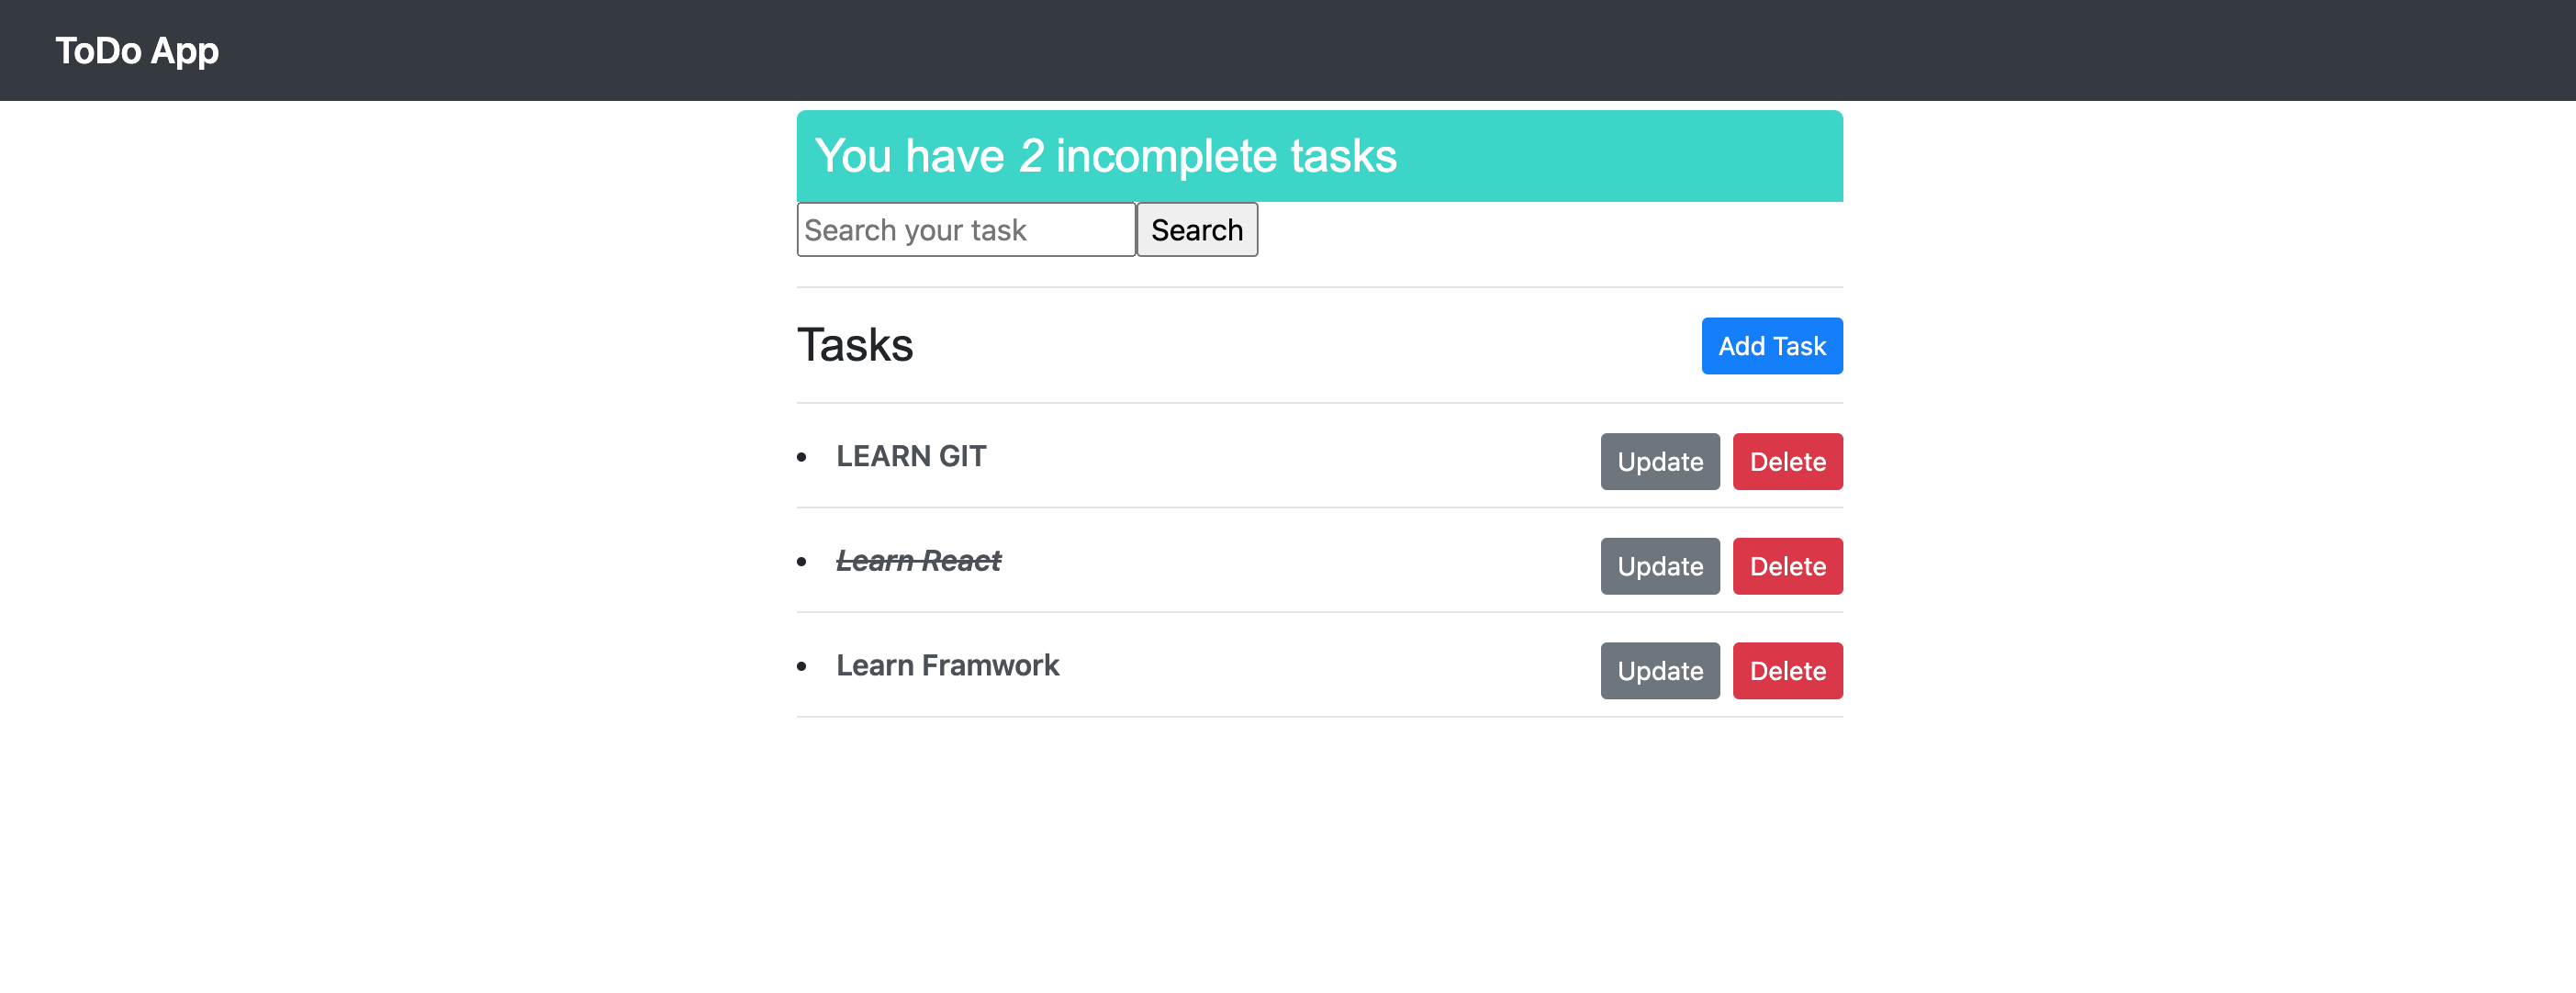 ToDo App
You have 2 incomplete tasks
Search your task Search
Tasks Add Task
LEARN GIT Update Delete
Learn React Update Delete
Learn Framwork Update Delete